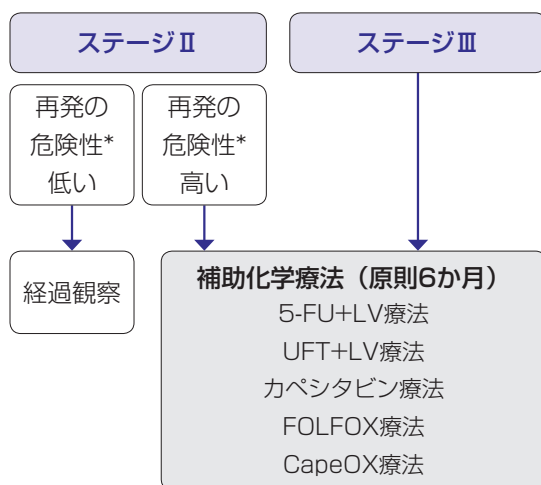 ステージⅡ
ステージⅢ
再発の
危険性*
低い
再発の
危険性*
高い
経過観察
補助化学療法（原則6か月）
5-FU+LV療法
UFT+LV療法
カペシタビン療法
FOLFOX療法
CapeOX療法